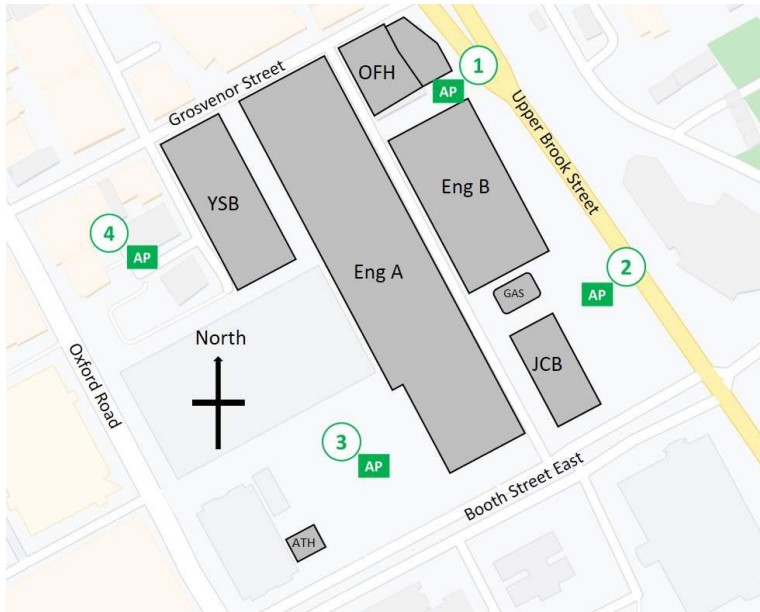 Grosvenor Street
OFH
1
AP
Upper Brook Street
YSB
Eng B
4
AP
Eng A
2
AP
GAS
North
JCB
Oxford Road
3
AP
Booth Street East
ATH